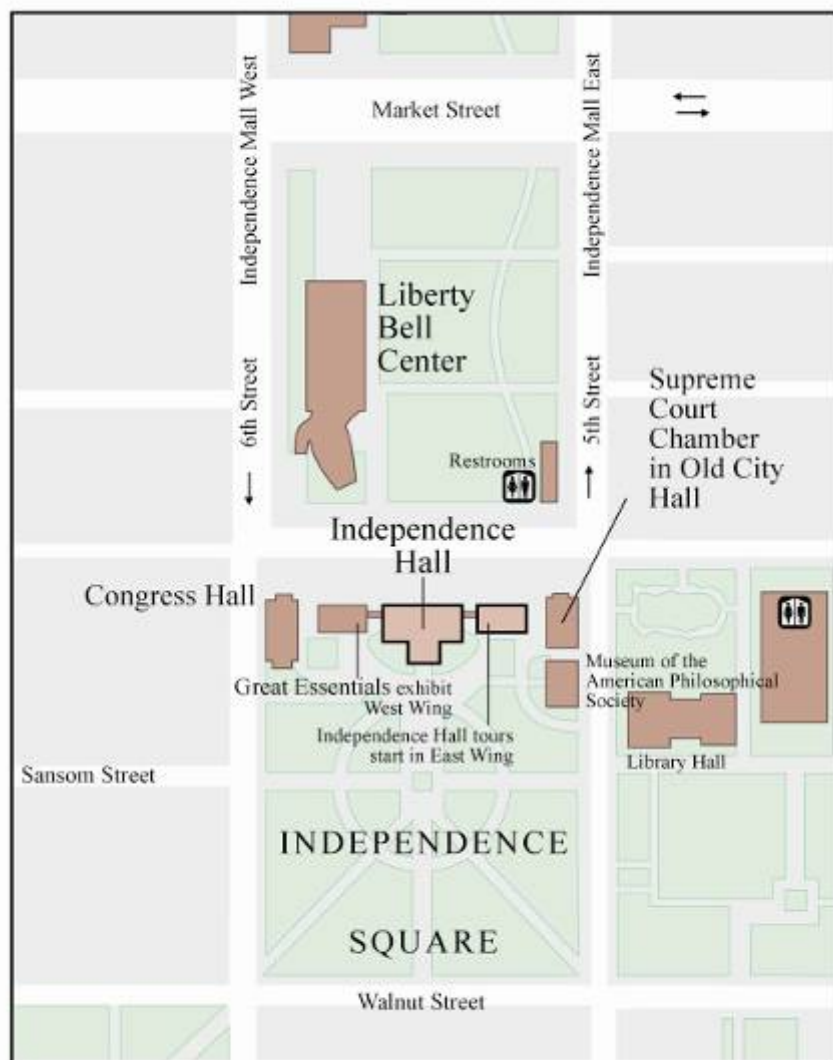 Independence Mall West
Independence Mall East
Market Street
Liberty
Bell
Center
6th Street
5th Street
Supreme
Court
Chamber
in Old City
Hall
Restrooms
Independence
Hall
Congress Hall
Great Essentials exhibit
West Wing
Museum of the
American Philosophical
Society
Independence Hall tours
start in East Wing
Library Hall
Sansom Street
INDEPENDENCE
SQUARE
Walnut Street